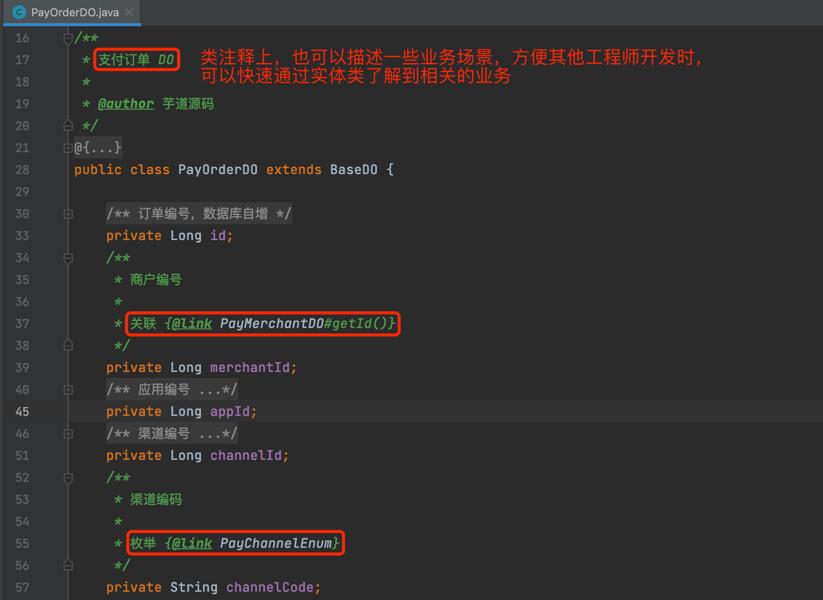 PayOrderDO.java
16 /**
17 * 支付订单 DO
类注释上，也可以描述一些业务场景，方便其他工程师开发时，
可以快速通过实体类了解到相关的业务
18 *
19 * @author 芋道源码
20 */
21 @{...}
28 public class PayOrderDO extends BaseDO {
29
30 /** 订单编号，数据库自增 */
33 private Long id;
34 /**
35 * 商户编号
36 *
37 * 关联 {@link PayMerchantDO#getId()}
38 */
39 private Long merchantId;
40 /** 应用编号 ...*/
45 private Long appId;
46 /** 渠道编号 ...*/
51 private Long channelId;
52 /**
53 * 渠道编码
54 *
55 * 枚举 {@link PayChannelEnum}
56 */
57 private String channelCode;